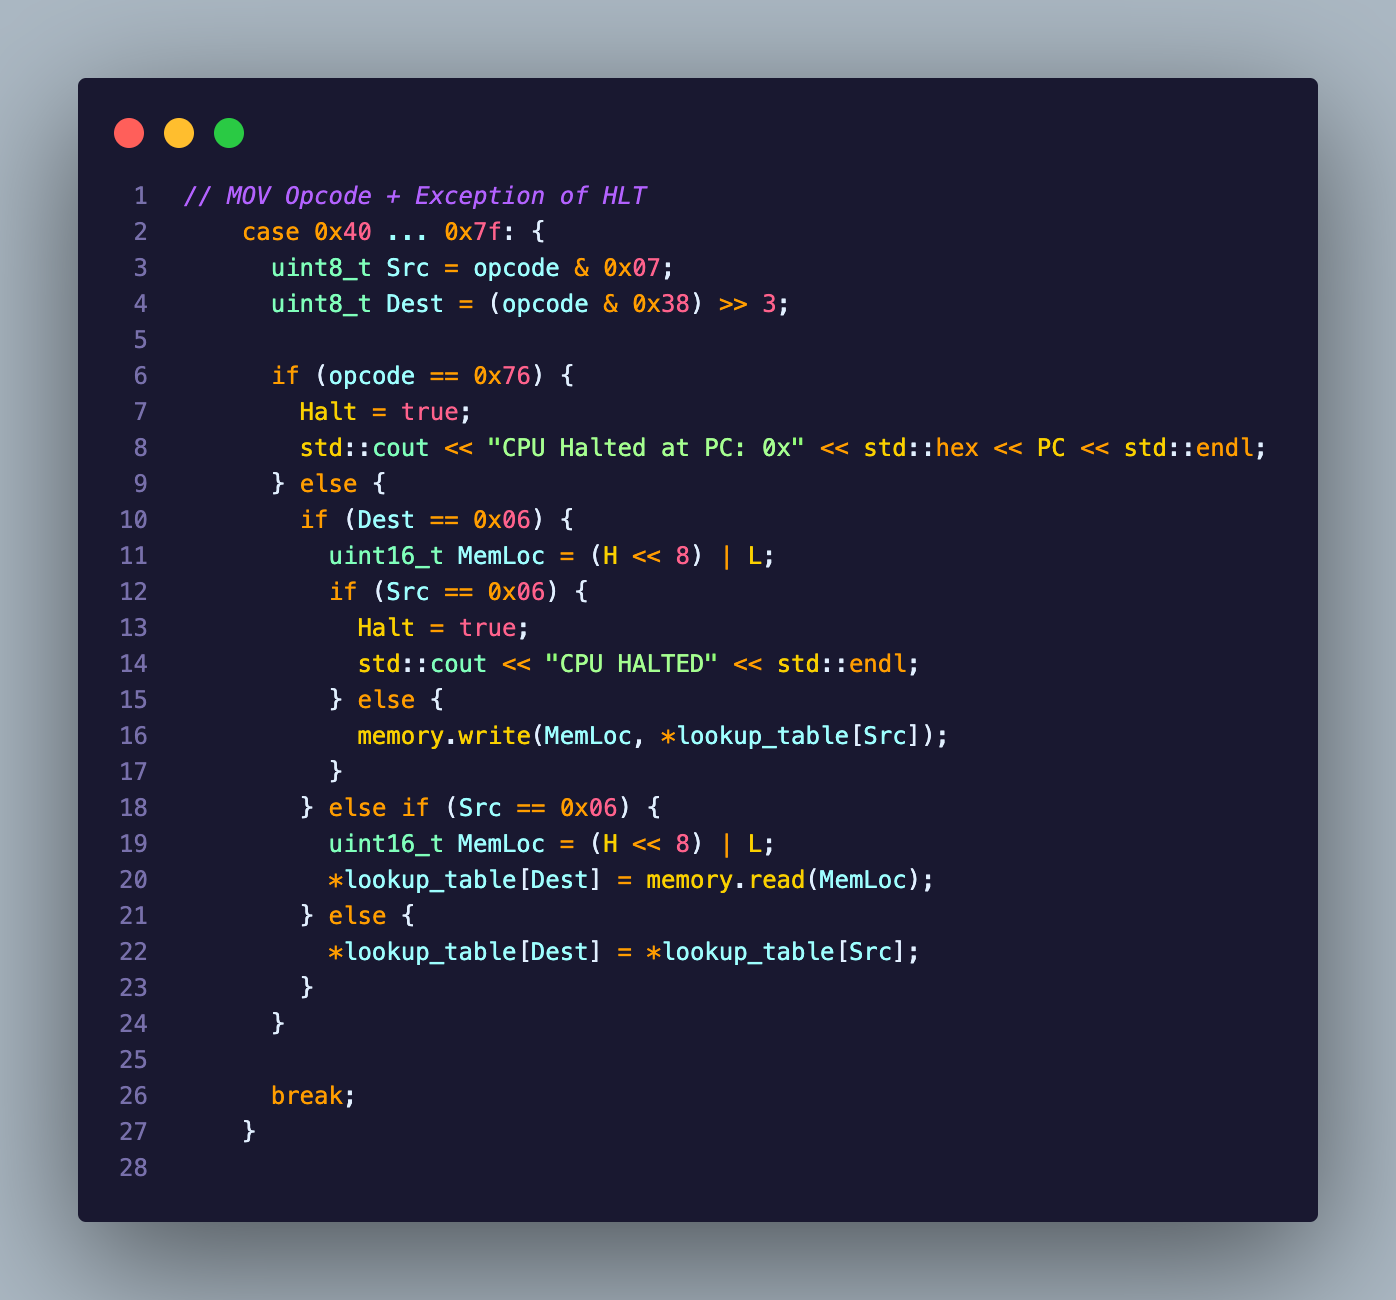 1 // MOV Opcode + Exception of HLT
2     case 0x40 ... 0x7f: {
3       uint8_t Src = opcode & 0x07;
4       uint8_t Dest = (opcode & 0x38) >> 3;
5
6       if (opcode == 0x76) {
7         Halt = true;
8         std::cout << "CPU Halted at PC: 0x" << std::hex << PC << std::endl;
9       } else {
10         if (Dest == 0x06) {
11           uint16_t MemLoc = (H << 8) | L;
12           if (Src == 0x06) {
13             Halt = true;
14             std::cout << "CPU HALTED" << std::endl;
15           } else {
16             memory.write(MemLoc, *lookup_table[Src]);
17           }
18         } else if (Src == 0x06) {
19           uint16_t MemLoc = (H << 8) | L;
20           *lookup_table[Dest] = memory.read(MemLoc);
21         } else {
22           *lookup_table[Dest] = *lookup_table[Src];
23         }
24       }
25
26       break;
27     }
28